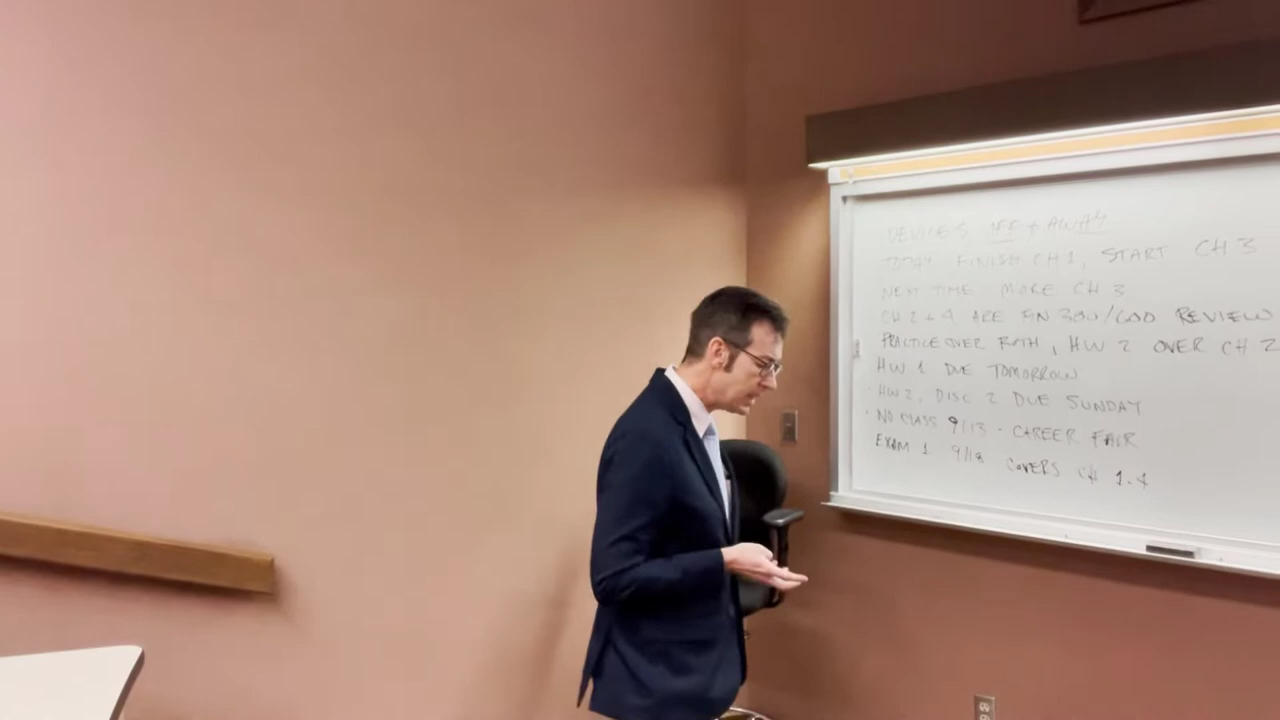 DEVICES OFF + AWAY
TODAY FINISH CH 1, START CH 3
NEXT TIME MORE CH 3
CH 2 + 4 ARE FIN 300/ REVIEW
PRACTICE OVER BOTH, HW 2 OVER CH 2
HW 1 DUE TOMORROW
· HW 2, DISC 2 DUE SUNDAY
· NO CLASS 9/13 - CAREER FAIR
EXAM 1 9/18 COVERS CH 1-4